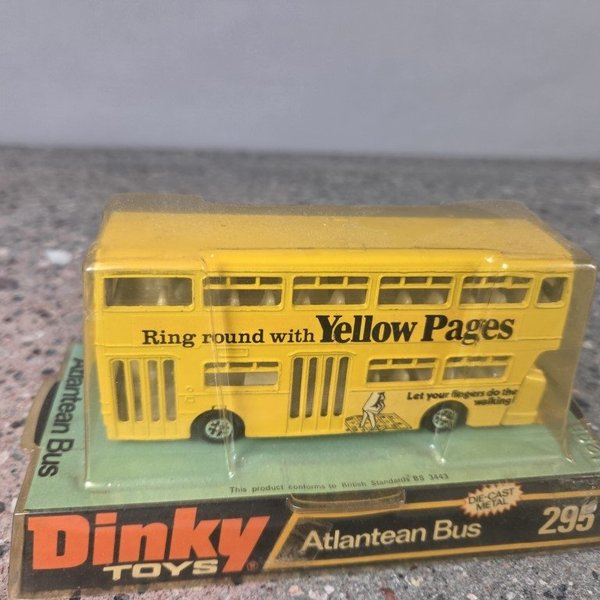 Ring round with Yellow Pages
Let your fingers do the
walking!
Atlantean Bus
This product conforms to British Standards BS 3443
DIE-CAST
METAL
Dinky
TOYS®
Atlantean Bus
295